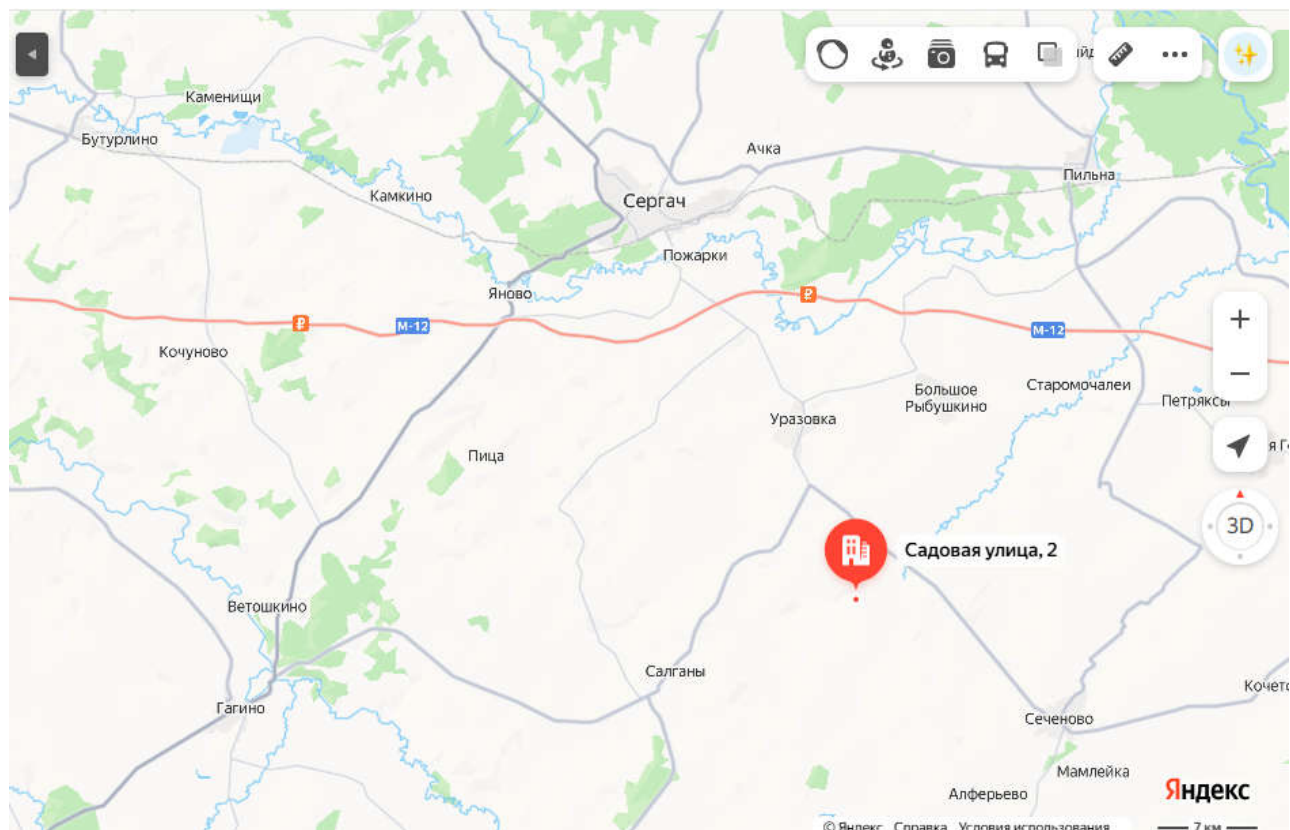 Каменищи
Бутурлино
Ачка
Пильна
Камкино
Сергач
Пожарки
Яново
₽
₽
М-12
М-12
Кочуново
Большое
Рыбушкино
Старомочалеи
Петряксы
Уразовка
Пица
3D
Садовая улица, 2
Ветошкино
Салганы
Гагино
Кочето
Сеченово
Мамлейка
Алферьево
Яндекс
© Яндекс Справка Условия использования
7 км